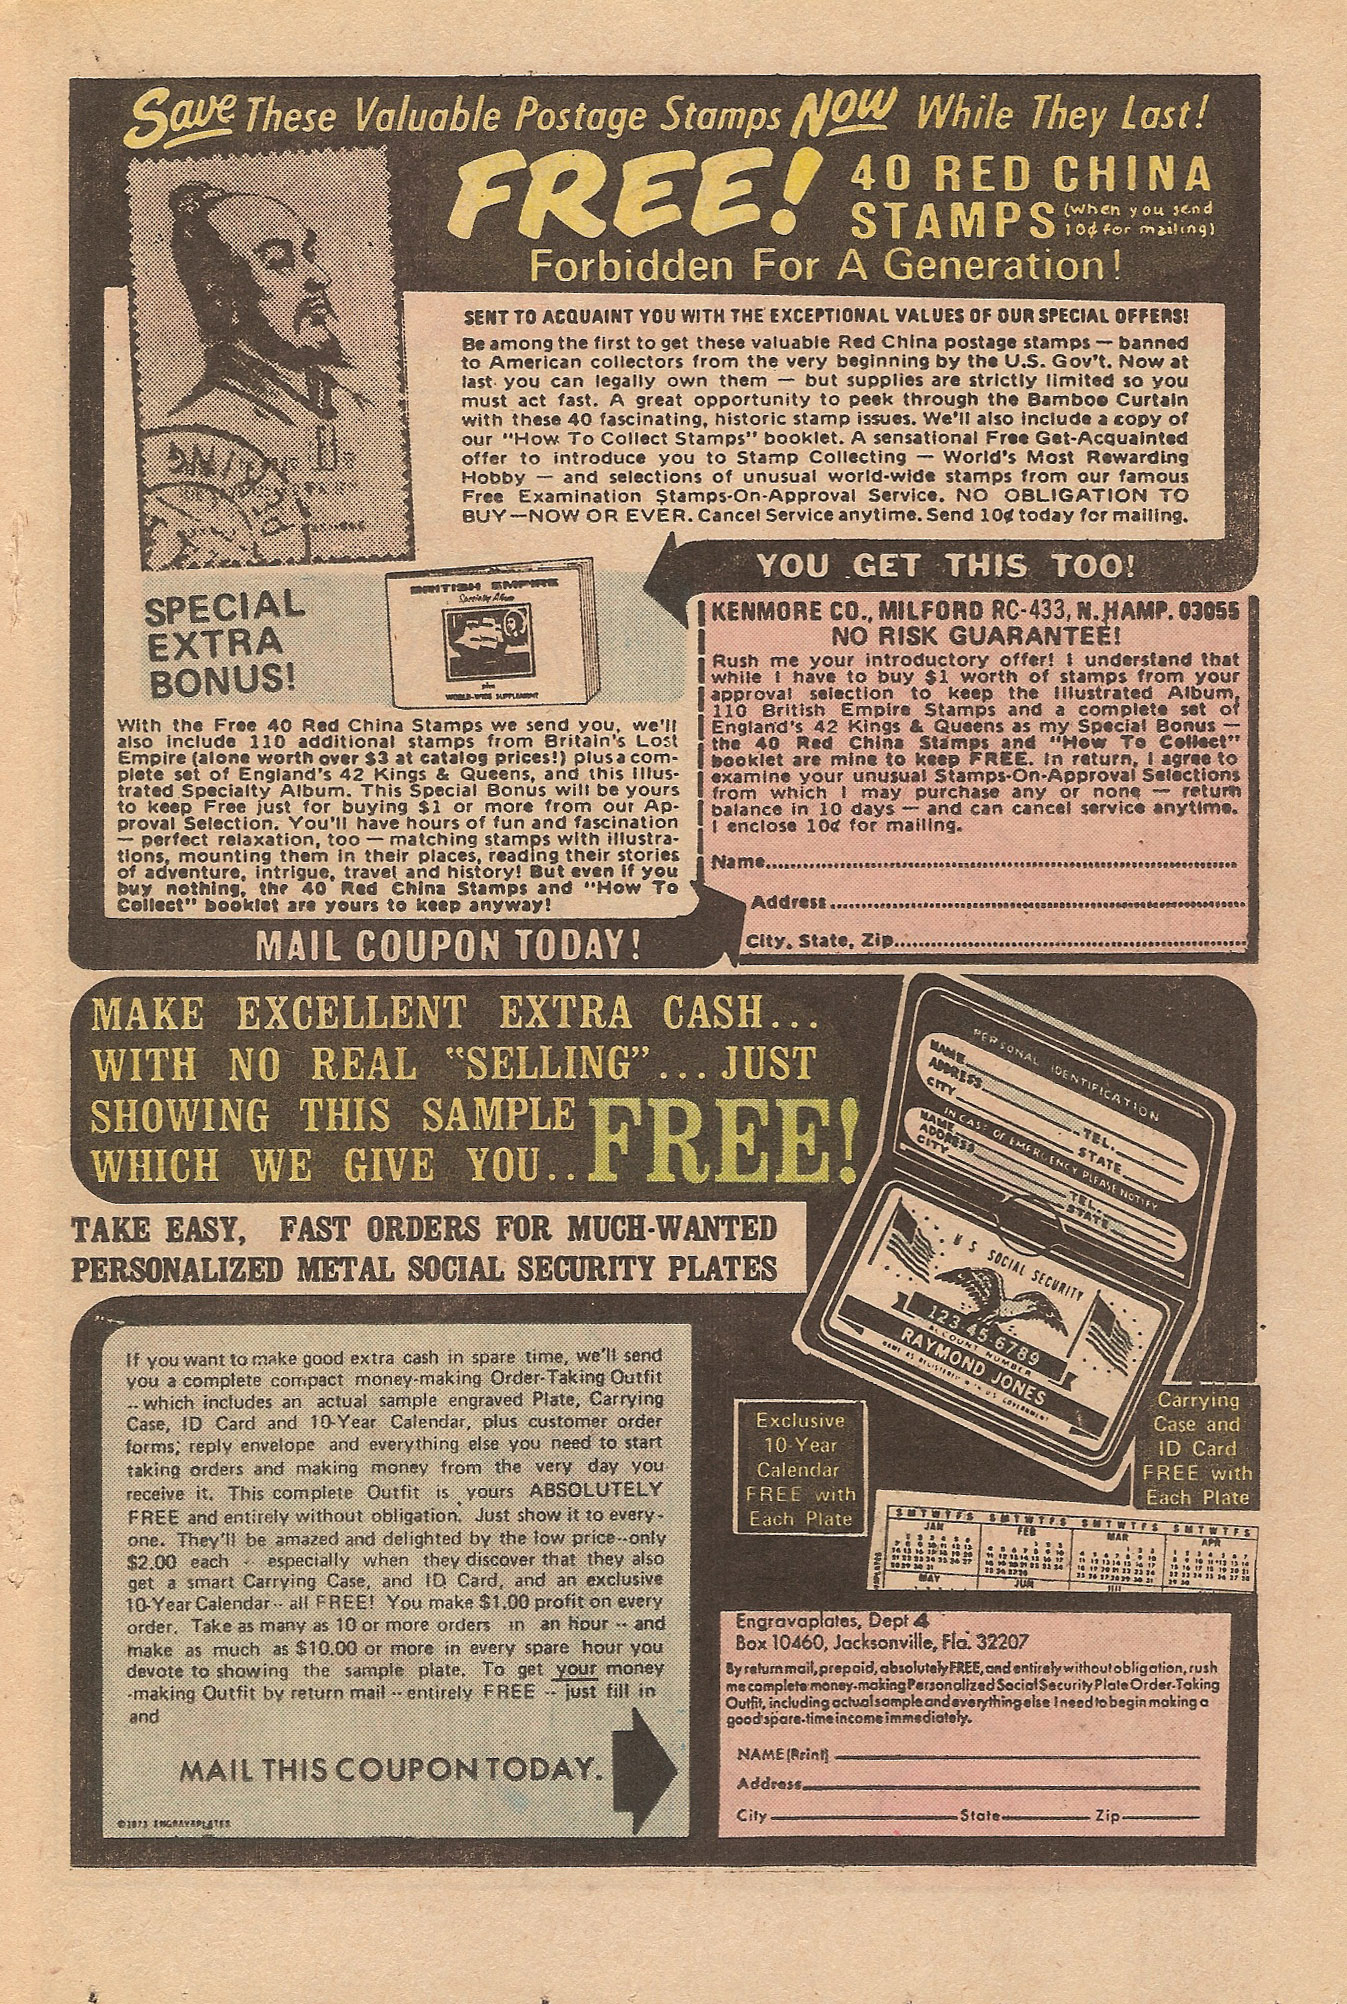 Save These Valuable Postage Stamps NOW While They Last!
FREE! 40 RED CHINA
STAMPS (when you send
10¢ for mailing)
Forbidden For A Generation!
SENT TO ACQUAINT YOU WITH THE EXCEPTIONAL VALUES OF OUR SPECIAL OFFERS!
Be among the first to get these valuable Red China postage stamps — banned
to American collectors from the very beginning by the U.S. Gov't. Now at
last you can legally own them — but supplies are strictly limited so you
must act fast. A great opportunity to peek through the Bamboo Curtain
with these 40 fascinating, historic stamp issues. We'll also include a copy of
our "How To Collect Stamps" booklet. A sensational Free Get-Acquainted
offer to introduce you to Stamp Collecting — World's Most Rewarding
Hobby — and selections of unusual world-wide stamps from our famous
Free Examination Stamps-On-Approval Service. NO OBLIGATION TO
BUY—NOW OR EVER. Cancel Service anytime. Send 10¢ today for mailing.
YOU GET THIS TOO!
SPECIAL
EXTRA
BONUS!
BRITISH EMPIRE
Specialty Album
plus
WORLD-WIDE SUPPLEMENT
With the Free 40 Red China Stamps we send you, we'll
also include 110 additional stamps from Britain's Lost
Empire (alone worth over $3 at catalog prices!) plus a com-
plete set of England's 42 Kings & Queens, and this Illus-
trated Specialty Album. This Special Bonus will be yours
to keep Free just for buying $1 or more from our Ap-
proval Selection. You'll have hours of fun and fascination
— perfect relaxation, too — matching stamps with illustra-
tions, mounting them in their places, reading their stories
of adventure, intrigue, travel and history! But even if you
buy nothing, the 40 Red China Stamps and "How To
Collect" booklet are yours to keep anyway!
MAIL COUPON TODAY!
KENMORE CO., MILFORD RC-433, N. HAMP. 03055
NO RISK GUARANTEE!
Rush me your introductory offer! I understand that
while I have to buy $1 worth of stamps from your
approval selection to keep the Illustrated Album,
110 British Empire Stamps and a complete set of
England's 42 Kings & Queens as my Special Bonus —
the 40 Red China Stamps and "How To Collect"
booklet are mine to keep FREE. In return, I agree to
examine your unusual Stamps-On-Approval Selections
from which I may purchase any or none — return
balance in 10 days — and can cancel service anytime.
I enclose 10¢ for mailing.
Name
Address
City, State, Zip
MAKE EXCELLENT EXTRA CASH...
WITH NO REAL "SELLING"... JUST
SHOWING THIS SAMPLE
WHICH WE GIVE YOU.. FREE!
TAKE EASY, FAST ORDERS FOR MUCH-WANTED
PERSONALIZED METAL SOCIAL SECURITY PLATES
PERSONAL IDENTIFICATION
NAME
ADDRESS TEL.
CITY STATE
IN CASE OF EMERGENCY PLEASE NOTIFY
NAME
ADDRESS TEL.
CITY STATE
U S SOCIAL SECURITY
123-45-6789
ACCOUNT NUMBER
RAYMOND JONES
If you want to make good extra cash in spare time, we'll send
you a complete compact money-making Order-Taking Outfit
-- which includes an actual sample engraved Plate, Carrying
Case, ID Card and 10-Year Calendar, plus customer order
forms, reply envelope and everything else you need to start
taking orders and making money from the very day you
receive it. This complete Outfit is yours ABSOLUTELY
FREE and entirely without obligation. Just show it to every-
one. They'll be amazed and delighted by the low price--only
$2.00 each - especially when they discover that they also
get a smart Carrying Case, and ID Card, and an exclusive
10-Year Calendar -- all FREE! You make $1.00 profit on every
order. Take as many as 10 or more orders in an hour -- and
make as much as $10.00 or more in every spare hour you
devote to showing the sample plate. To get your money
-making Outfit by return mail -- entirely FREE -- just fill in
and
MAIL THIS COUPON TODAY.
©1973 ENGRAVAPLATES
Exclusive
10-Year
Calendar
FREE with
Each Plate
Carrying
Case and
ID Card
FREE with
Each Plate
S M T W T F S S M T W T F S S M T W T F S S M T W T F S
JAN FEB MAR APR
MAY JUN
Engravaplates, Dept 4
Box 10460, Jacksonville, Fla. 32207
By return mail, prepaid, absolutely FREE, and entirely without obligation, rush
me complete money-making Personalized Social Security Plate Order-Taking
Outfit, including actual sample and everything else I need to begin making a
good spare-time income immediately.
NAME (Print)
Address
City State Zip